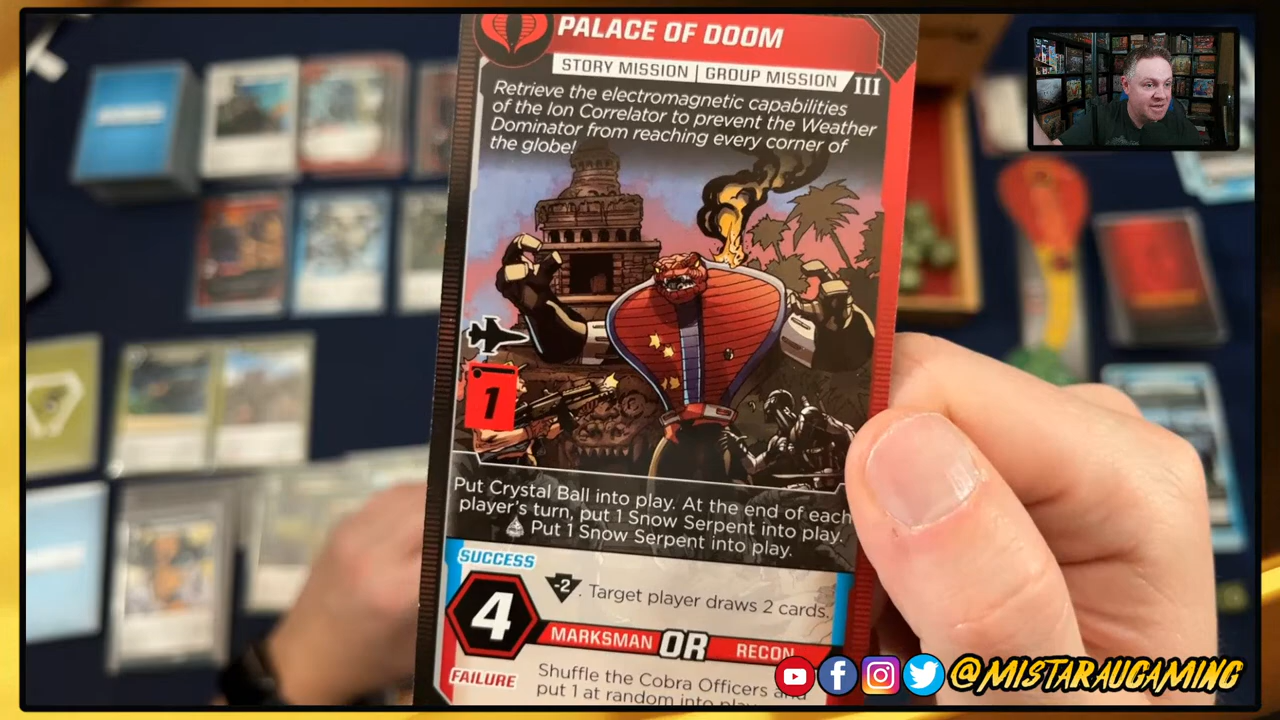 PALACE OF DOOM
STORY MISSION | GROUP MISSION III
Retrieve the electromagnetic capabilities
of the Ion Correlator to prevent the Weather
Dominator from reaching every corner of
the globe!
1
Put Crystal Ball into play. At the end of each
player's turn, put 1 Snow Serpent into play.
Put 1 Snow Serpent into play.
SUCCESS
4
-2. Target player draws 2 cards.
MARKSMAN OR RECON
FAILURE
Shuffle the Cobra Officers and
put 1 at random into play.
@MISTARAUGAMING